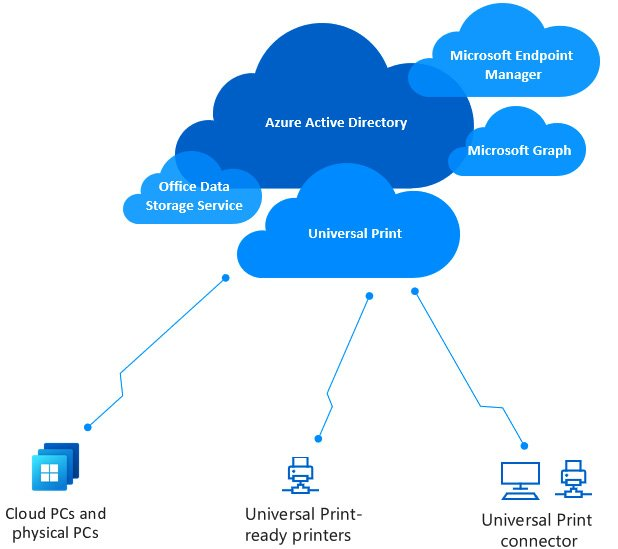 Microsoft Endpoint
Manager
Azure Active Directory
Microsoft Graph
Office Data
Storage Service
Universal Print
Cloud PCs and
physical PCs
Universal Print-
ready printers
Universal Print
connector